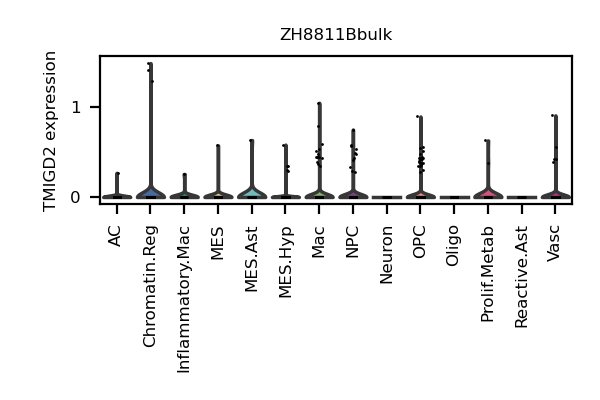 ZH8811Bbulk
TMIGD2 expression
1
0
AC
Chromatin.Reg
Inflammatory.Mac
MES
MES.Ast
MES.Hyp
Mac
NPC
Neuron
OPC
Oligo
Prolif.Metab
Reactive.Ast
Vasc